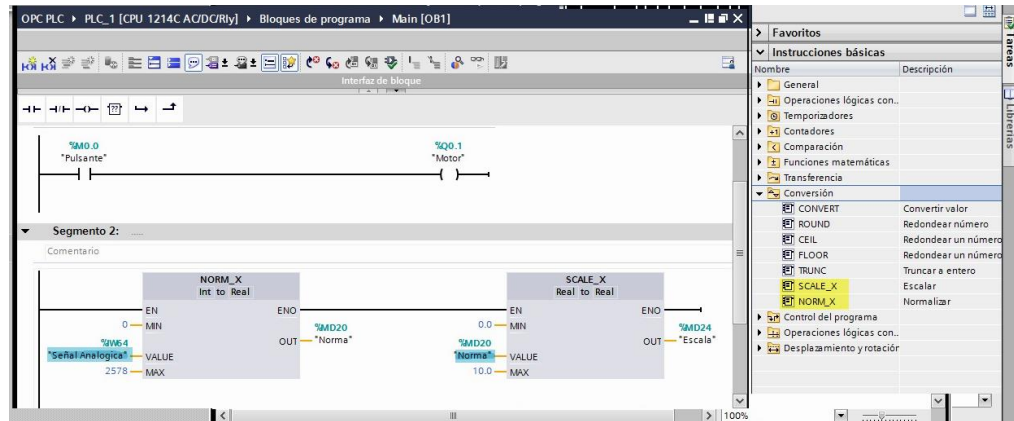 OPC PLC ▸ PLC_1 [CPU 1214C AC/DC/Rly] ▸ Bloques de programa ▸ Main [OB1]
Interfaz de bloque
%M0.0
"Pulsante"
%Q0.1
"Motor"
Segmento 2:
Comentario
NORM_X
Int to Real
EN
ENO
0
MIN
%IW64
"Señal Analogica"
VALUE
2578
MAX
OUT
%MD20
"Norma"
SCALE_X
Real to Real
EN
ENO
0.0
MIN
%MD20
"Norma"
VALUE
10.0
MAX
OUT
%MD24
"Escala"
100%
Favoritos
Instrucciones básicas
Nombre Descripción
General
Operaciones lógicas con..
Temporizadores
Contadores
Comparación
Funciones matemáticas
Transferencia
Conversión
CONVERT Convertir valor
ROUND Redondear número
CEIL Redondear un número
FLOOR Redondear un número
TRUNC Truncar a entero
SCALE_X Escalar
NORM_X Normalizar
Control del programa
Operaciones lógicas con..
Desplazamiento y rotación
Tareas
Librerías